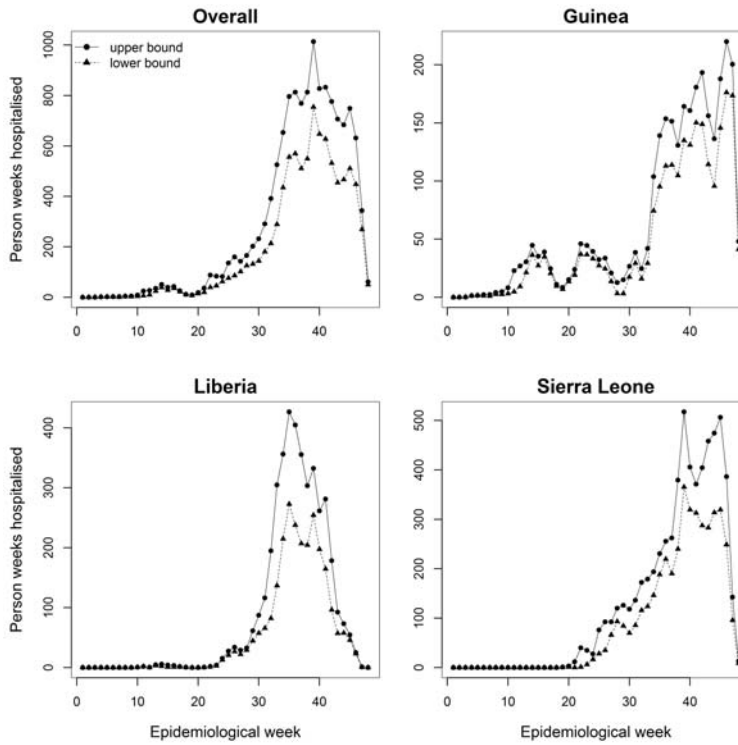 Overall
Guinea
Person weeks hospitalised
upper bound
lower bound
0 200 400 600 800 1000
0 10 20 30 40
0 50 100 150 200
0 10 20 30 40
Liberia
Sierra Leone
Person weeks hospitalised
0 100 200 300 400
0 10 20 30 40
0 100 200 300 400 500
0 10 20 30 40
Epidemiological week
Epidemiological week